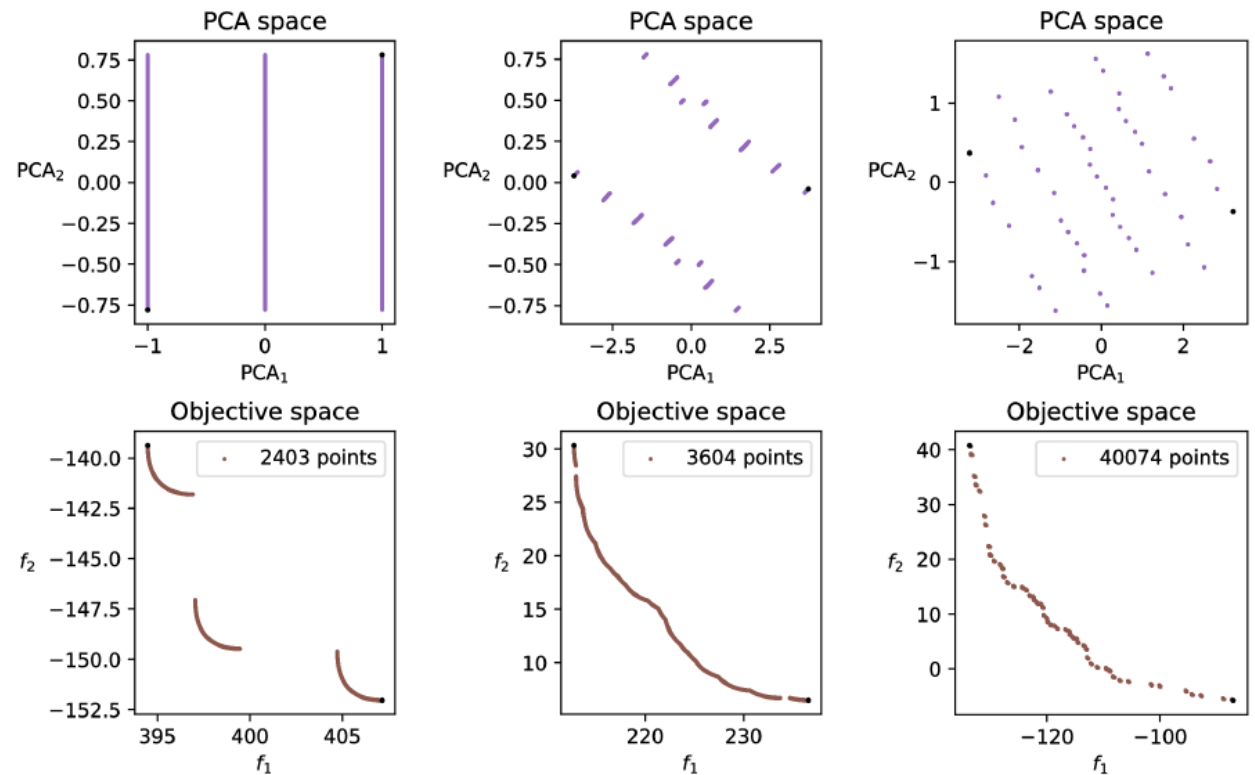 PCA space
0.75
0.50
0.25
0.00
−0.25
−0.50
−0.75
PCA₂
−1
0
1
PCA₁
PCA space
0.75
0.50
0.25
0.00
−0.25
−0.50
−0.75
PCA₂
−2.5
0.0
2.5
PCA₁
PCA space
1
0
−1
PCA₂
−2
0
2
PCA₁
Objective space
2403 points
−140.0
−142.5
−145.0
−147.5
−150.0
−152.5
f₂
395
400
405
f₁
Objective space
3604 points
30
25
20
15
10
f₂
220
230
f₁
Objective space
40074 points
40
30
20
10
0
f₂
−120
−100
f₁